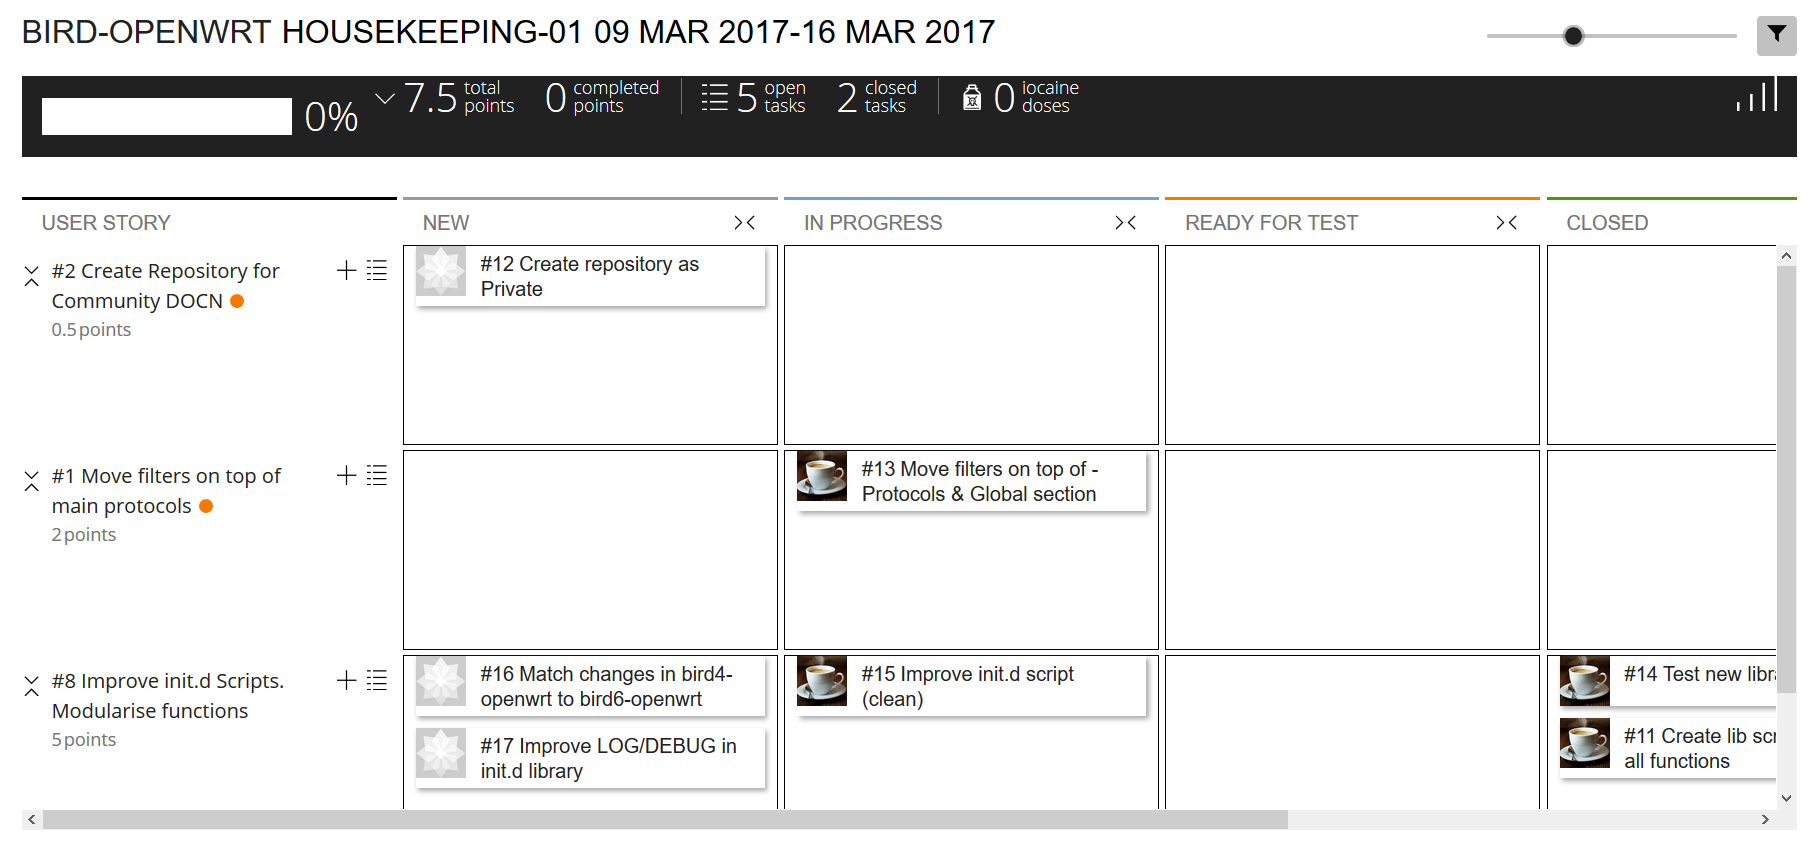 BIRD-OPENWRT HOUSEKEEPING-01 09 MAR 2017-16 MAR 2017
0%
7.5 total points
0 completed points
5 open tasks
2 closed tasks
0 iocaine doses
USER STORY
NEW
IN PROGRESS
READY FOR TEST
CLOSED
#2 Create Repository for
Community DOCN
0.5 points
#12 Create repository as
Private
#1 Move filters on top of
main protocols
2 points
#13 Move filters on top of -
Protocols & Global section
#8 Improve init.d Scripts.
Modularise functions
5 points
#16 Match changes in bird4-
openwrt to bird6-openwrt
#17 Improve LOG/DEBUG in
init.d library
#15 Improve init.d script
(clean)
#14 Test new
#11 Create lib
all functions